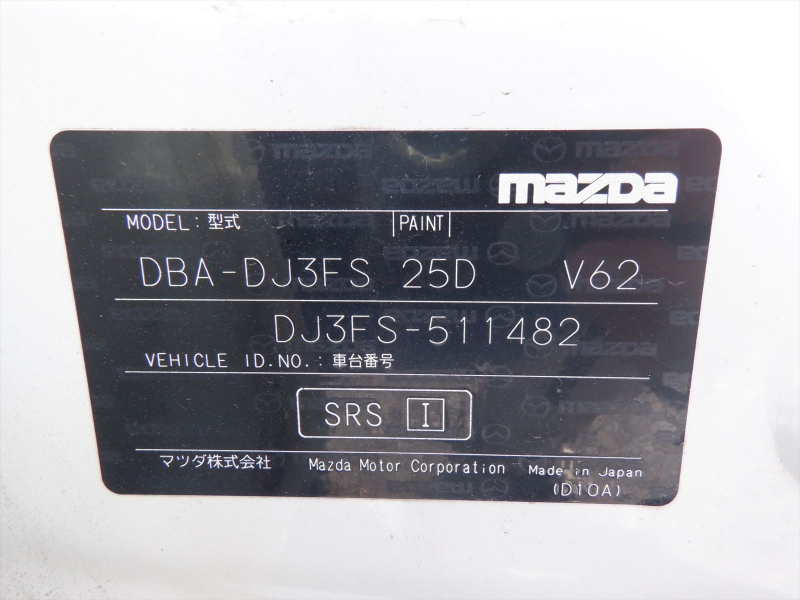 mazda
MODEL: 型式 PAINT
DBA-DJ3FS 25D V62
DJ3FS-511482
VEHICLE ID.NO.: 車台番号
SRS I
マツダ株式会社 Mazda Motor Corporation Made in Japan
(D10A)